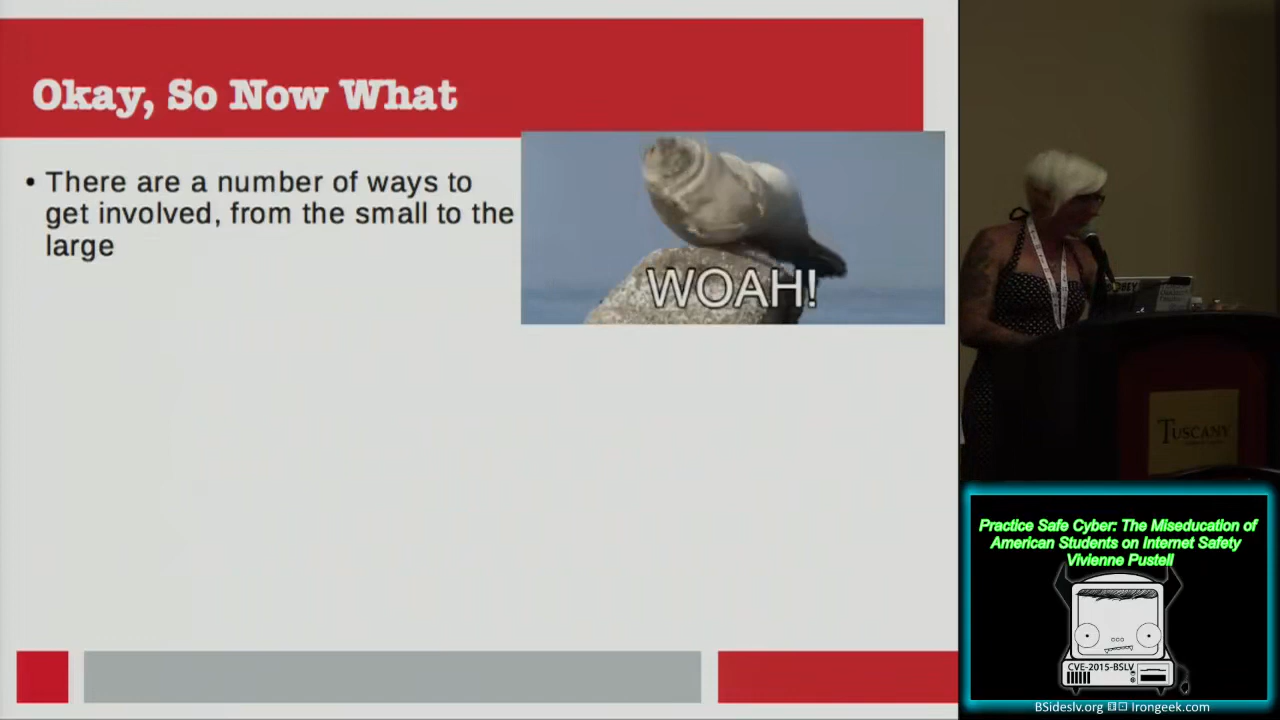 Okay, So Now What
• There are a number of ways to
get involved, from the small to the
large
WOAH!
TUSCANY
Practice Safe Cyber: The Miseducation of
American Students on Internet Safety
Vivienne Pustell
CVE-2015-BSLV
BSideslv.org Irongeek.com